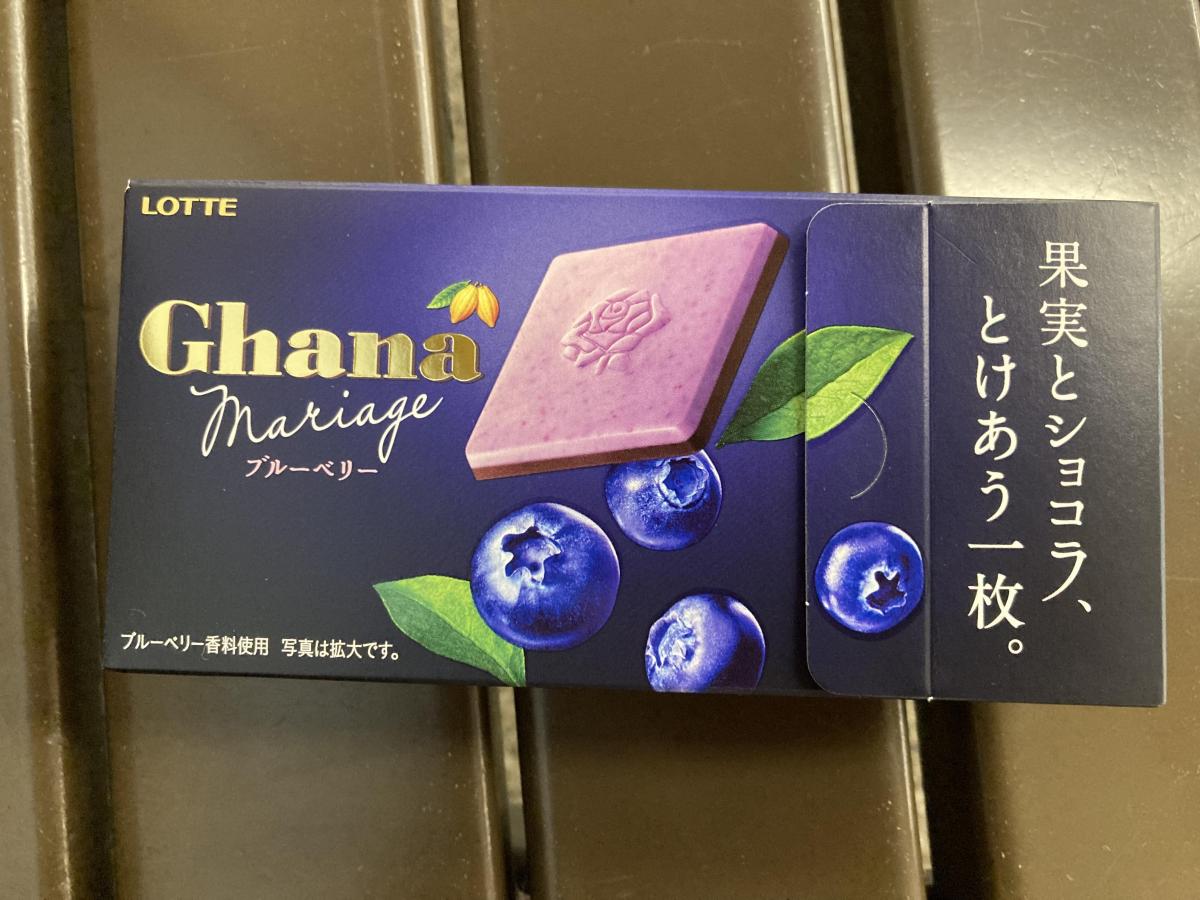 LOTTE
Ghana
Mariage
ブルーベリー
ブルーベリー香料使用 写真は拡大です。
果実とショコラ、
とけあう一枚。